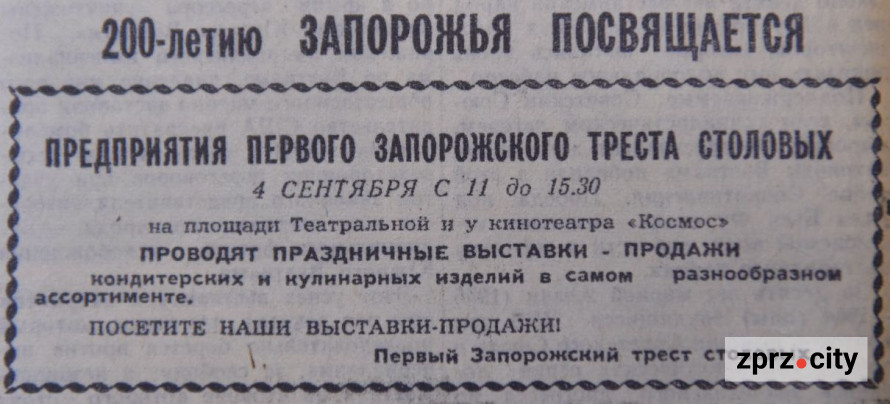 200-летию ЗАПОРОЖЬЯ ПОСВЯЩАЕТСЯ
ПРЕДПРИЯТИЯ ПЕРВОГО ЗАПОРОЖСКОГО ТРЕСТА СТОЛОВЫХ
4 СЕНТЯБРЯ С 11 до 15.30
на площади Театральной и у кинотеатра «Космос»
ПРОВОДЯТ ПРАЗДНИЧНЫЕ ВЫСТАВКИ - ПРОДАЖИ
кондитерских и кулинарных изделий в самом разнообразном
ассортименте.
ПОСЕТИТЕ НАШИ ВЫСТАВКИ-ПРОДАЖИ!
Первый Запорожский трест столовых
zprz.city